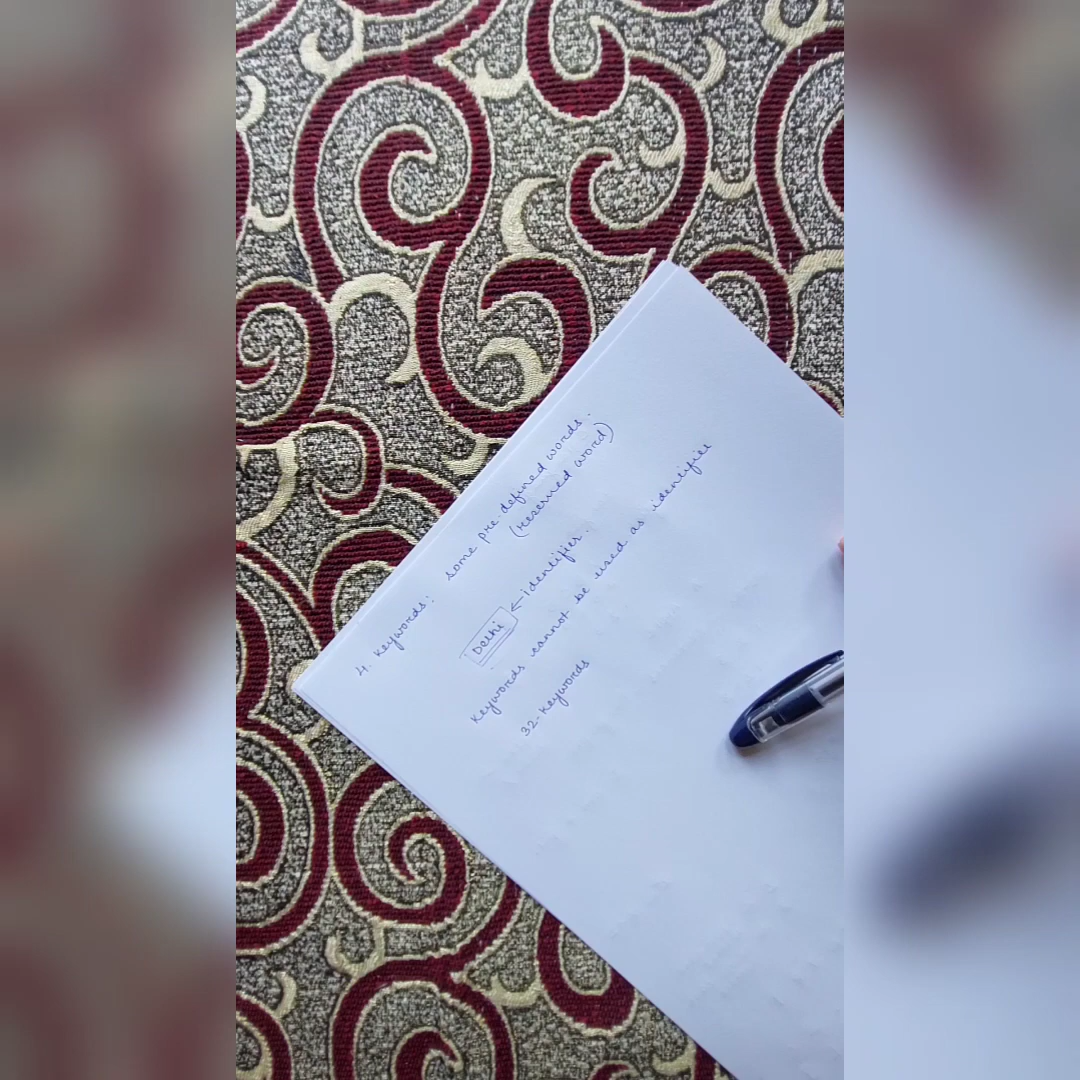 4. Keywords: some pre-defined words.
(Reserved word)
Delhi ← identifier.
Keywords cannot be used as identifier
32-Keywords